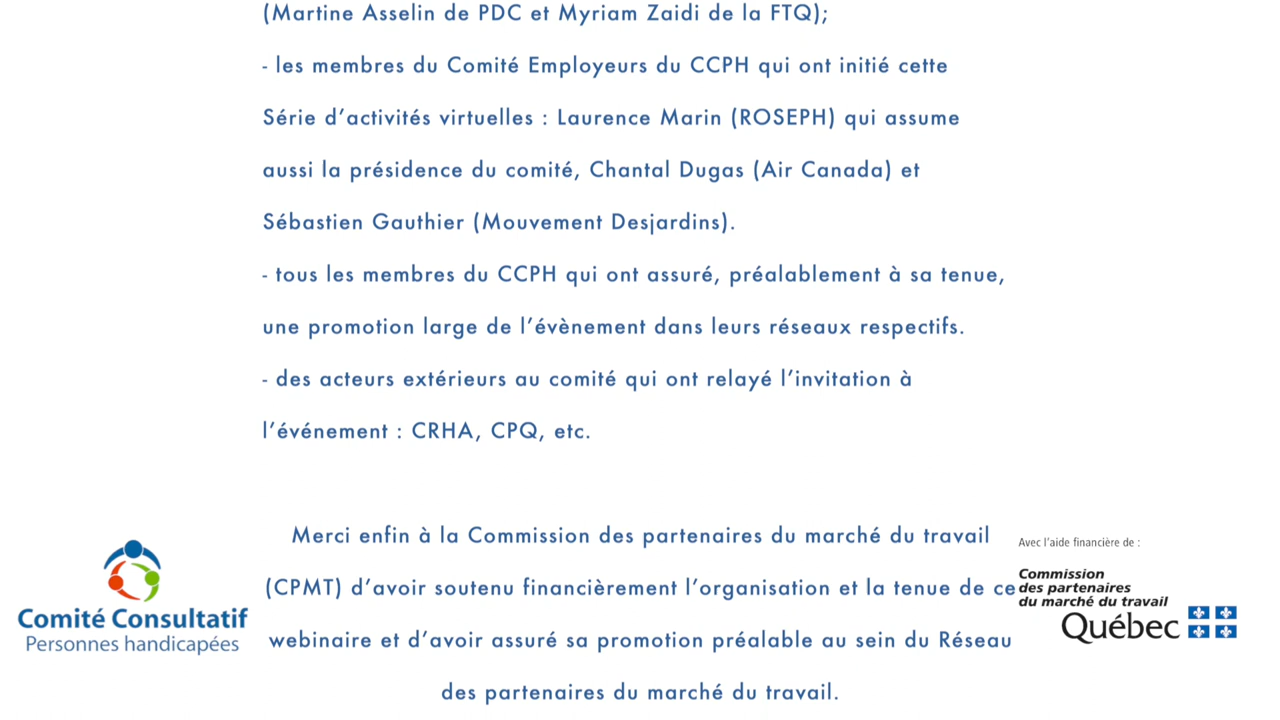 (Martine Asselin de PDC et Myriam Zaidi de la FTQ);
- les membres du Comité Employeurs du CCPH qui ont initié cette
Série d’activités virtuelles : Laurence Marin (ROSEPH) qui assume
aussi la présidence du comité, Chantal Dugas (Air Canada) et
Sébastien Gauthier (Mouvement Desjardins).
- tous les membres du CCPH qui ont assuré, préalablement à sa tenue,
une promotion large de l’évènement dans leurs réseaux respectifs.
- des acteurs extérieurs au comité qui ont relayé l’invitation à
l’événement : CRHA, CPQ, etc.
Merci enfin à la Commission des partenaires du marché du travail
(CPMT) d’avoir soutenu financièrement l’organisation et la tenue de ce
webinaire et d’avoir assuré sa promotion préalable au sein du Réseau
des partenaires du marché du travail.
Comité Consultatif
Personnes handicapées
Avec l’aide financière de :
Commission
des partenaires
du marché du travail
Québec